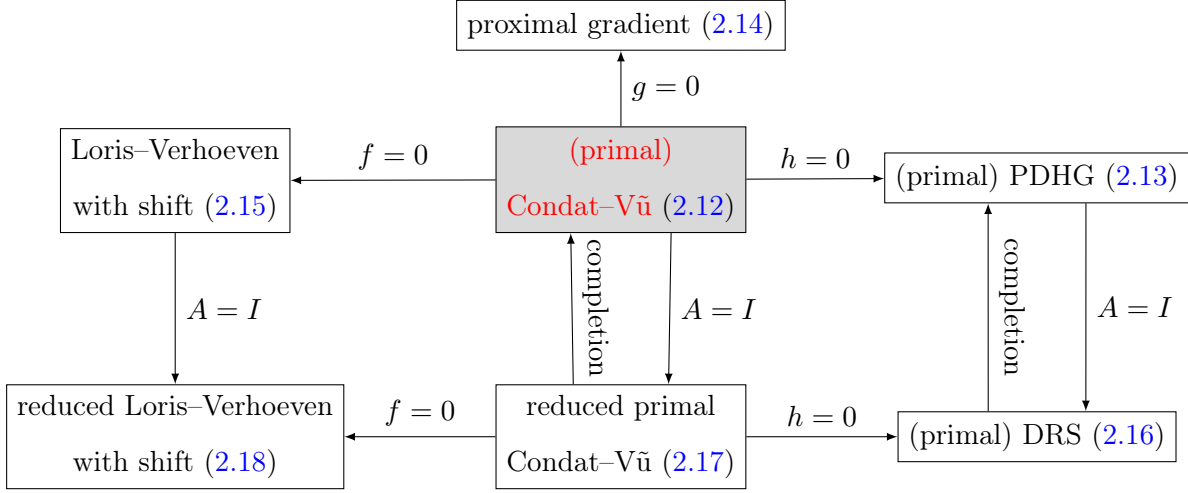 proximal gradient (2.14)
g = 0
Loris–Verhoeven
with shift (2.15)
f = 0
(primal)
Condat–Vũ (2.12)
h = 0
(primal) PDHG (2.13)
A = I
completion
A = I
completion
A = I
reduced Loris–Verhoeven
with shift (2.18)
f = 0
reduced primal
Condat–Vũ (2.17)
h = 0
(primal) DRS (2.16)